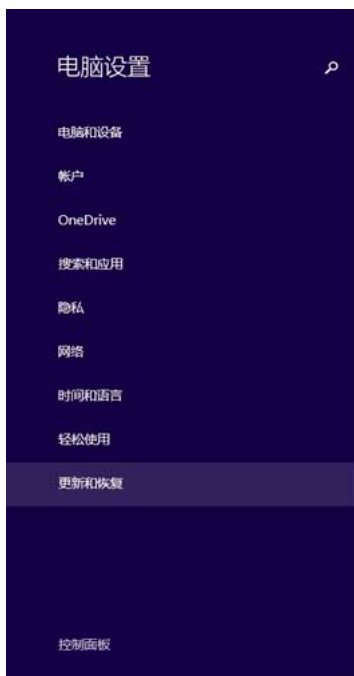 电脑设置
电脑和设备
帐户
OneDrive
搜索和应用
隐私
网络
时间和语言
轻松使用
更新和恢复
控制面板